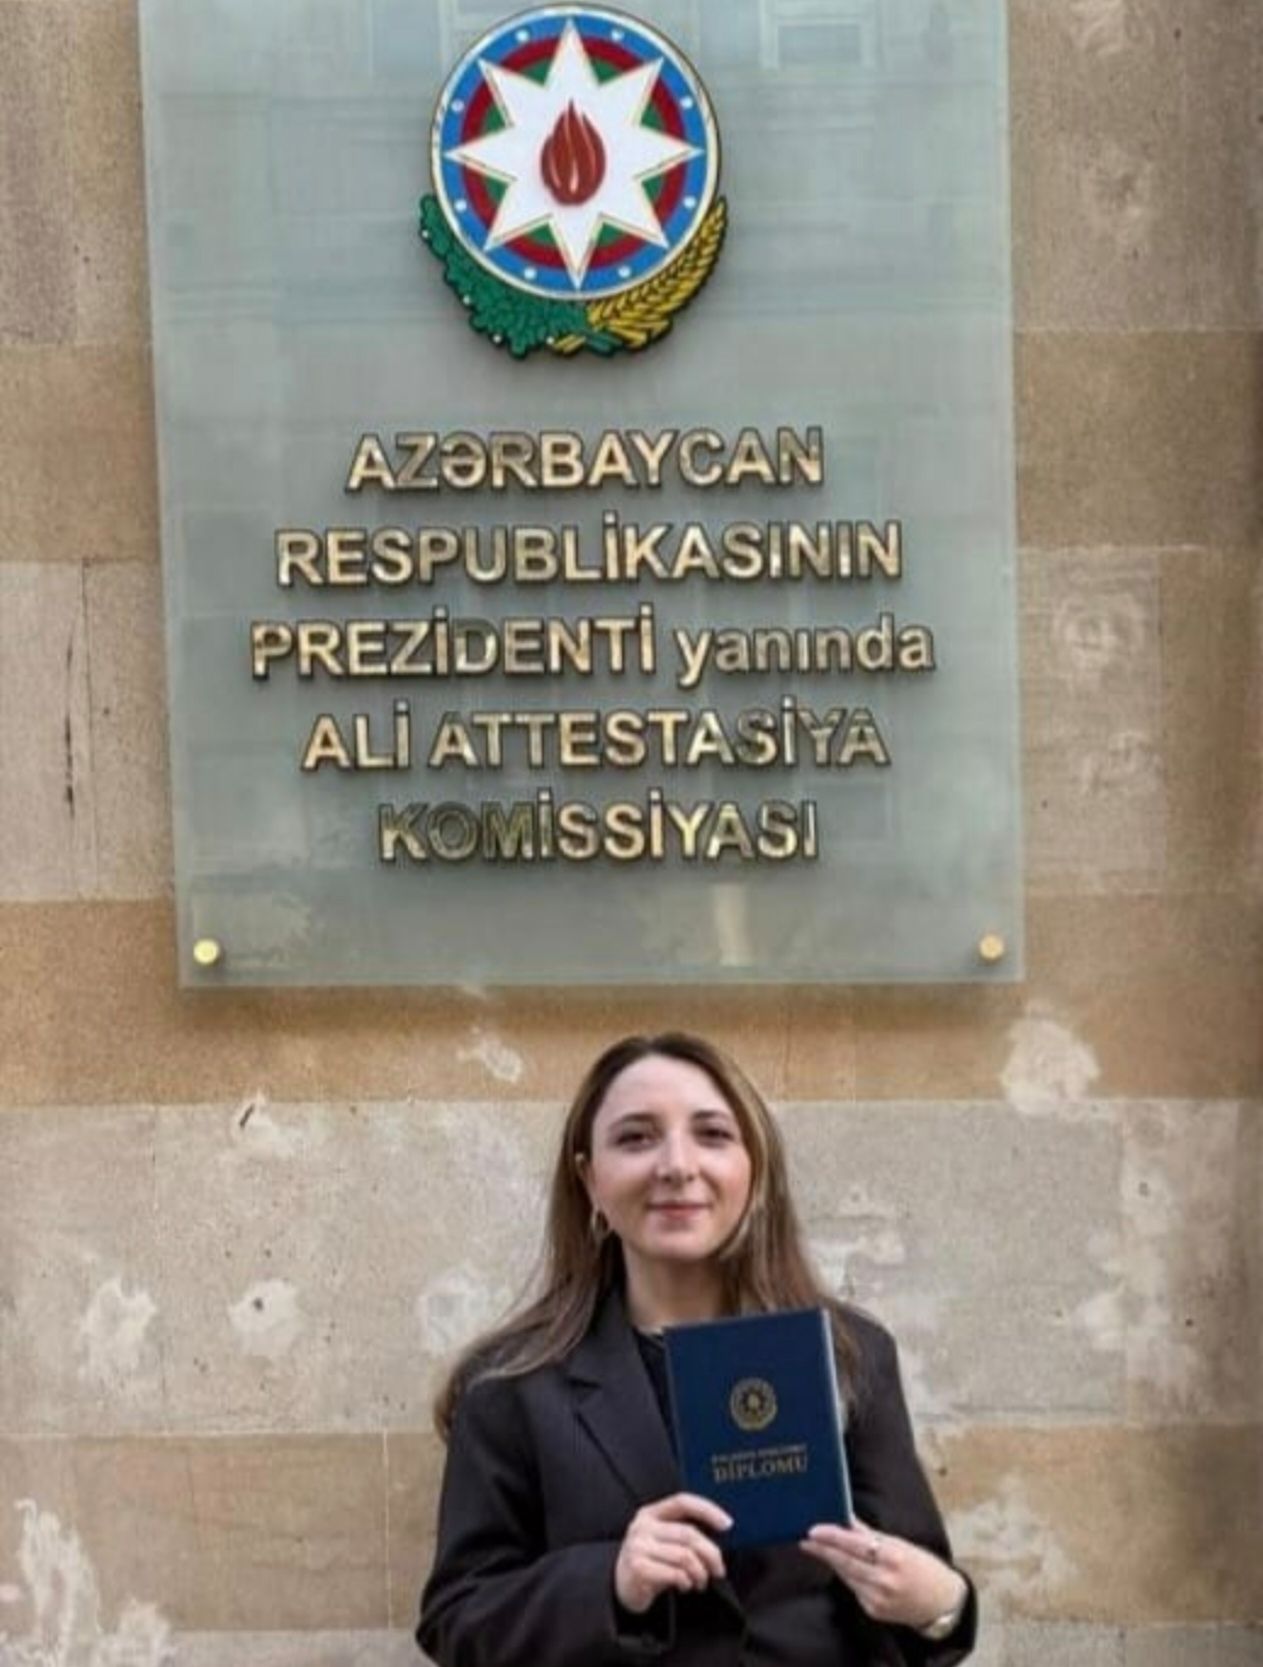 AZƏRBAYCAN
RESPUBLİKASININ
PREZİDENTİ yanında
ALİ ATTESTASİYA
KOMİSSİYASI
DİPLOMU